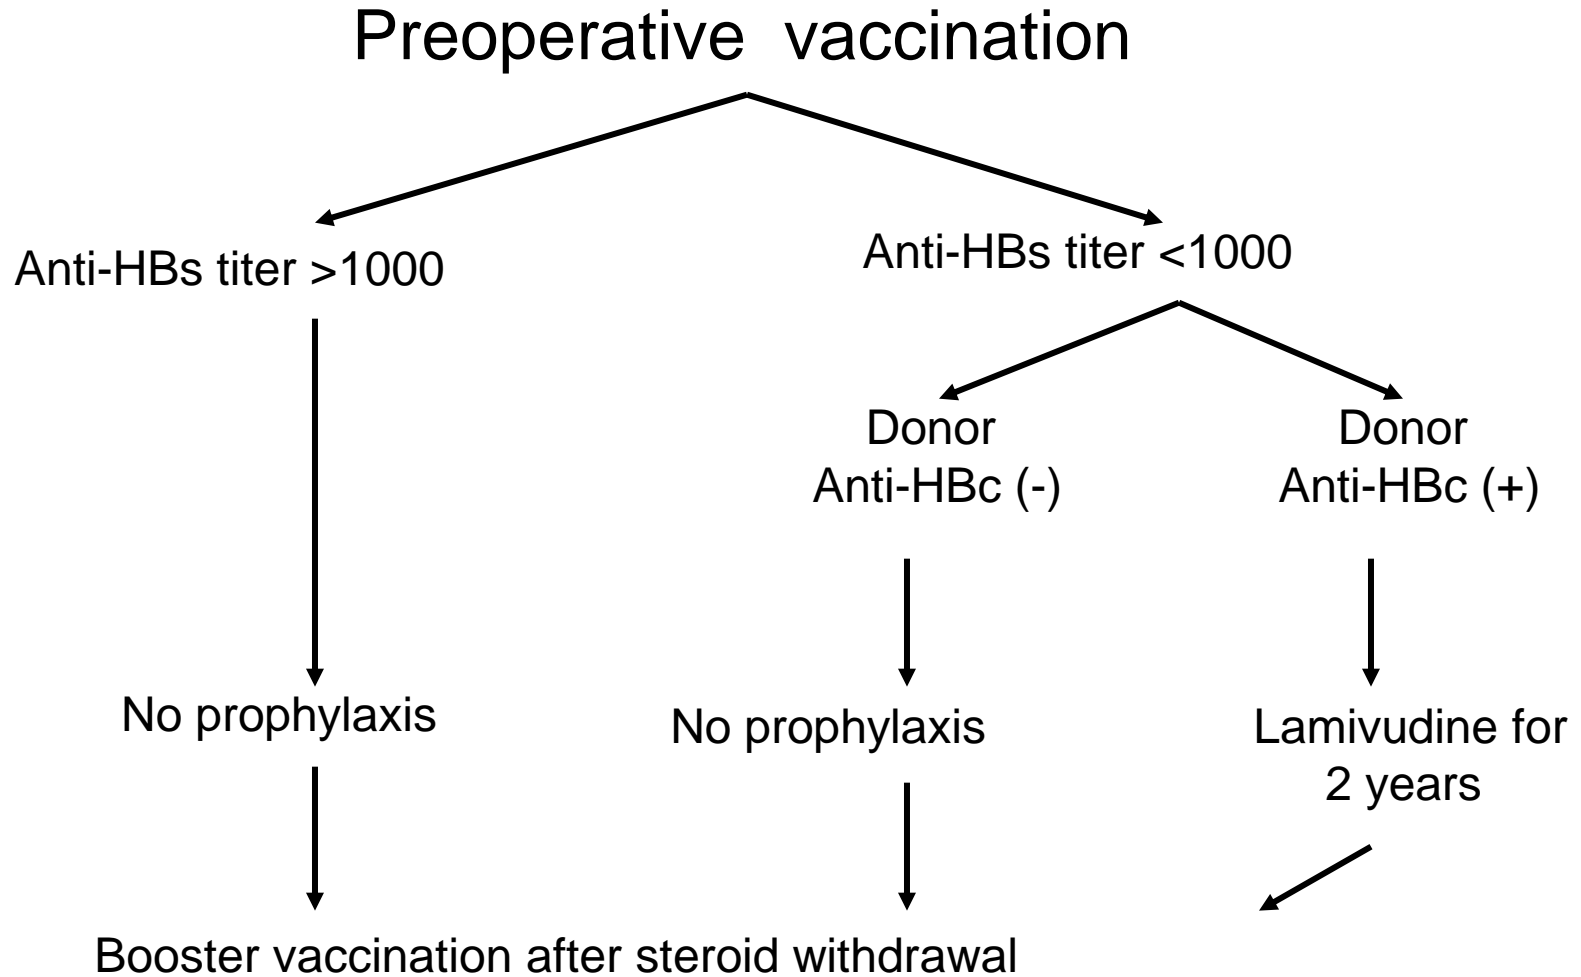 Preoperative vaccination
Anti-HBs titer >1000
Anti-HBs titer <1000
Donor
Anti-HBc (-)
Donor
Anti-HBc (+)
No prophylaxis
No prophylaxis
Lamivudine for
2 years
Booster vaccination after steroid withdrawal